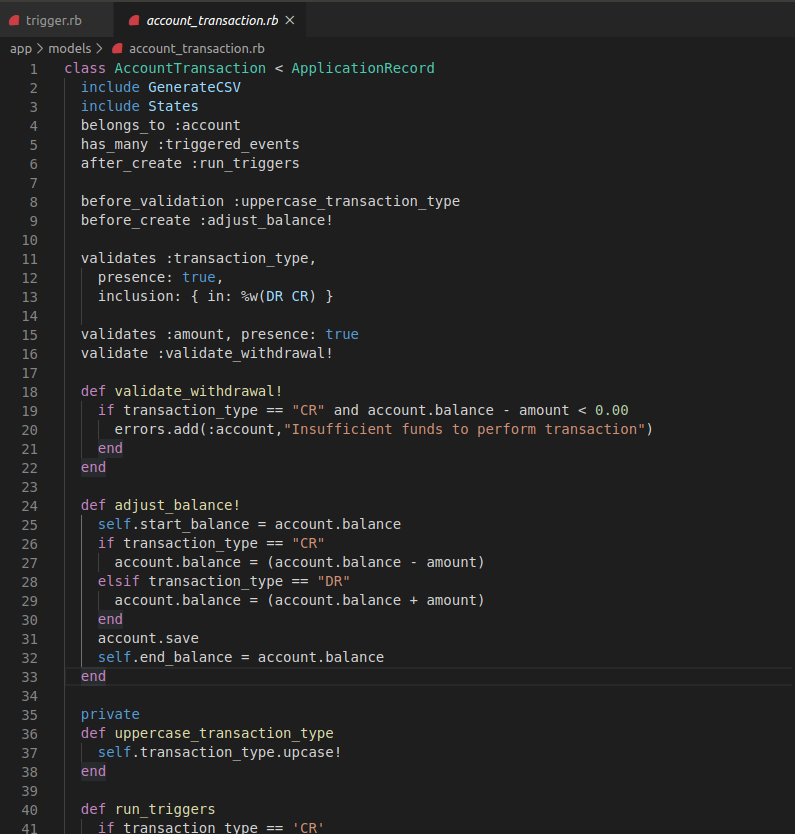 trigger.rb account_transaction.rb ×
app > models > account_transaction.rb
1 class AccountTransaction < ApplicationRecord
2   include GenerateCSV
3   include States
4   belongs_to :account
5   has_many :triggered_events
6   after_create :run_triggers
7
8   before_validation :uppercase_transaction_type
9   before_create :adjust_balance!
10
11   validates :transaction_type,
12     presence: true,
13     inclusion: { in: %w(DR CR) }
14
15   validates :amount, presence: true
16   validate :validate_withdrawal!
17
18   def validate_withdrawal!
19     if transaction_type == "CR" and account.balance - amount < 0.00
20       errors.add(:account,"Insufficient funds to perform transaction")
21     end
22   end
23
24   def adjust_balance!
25     self.start_balance = account.balance
26     if transaction_type == "CR"
27       account.balance = (account.balance - amount)
28     elsif transaction_type == "DR"
29       account.balance = (account.balance + amount)
30     end
31     account.save
32     self.end_balance = account.balance
33   end
34
35   private
36   def uppercase_transaction_type
37     self.transaction_type.upcase!
38   end
39
40   def run_triggers
41     if transaction_type == 'CR'